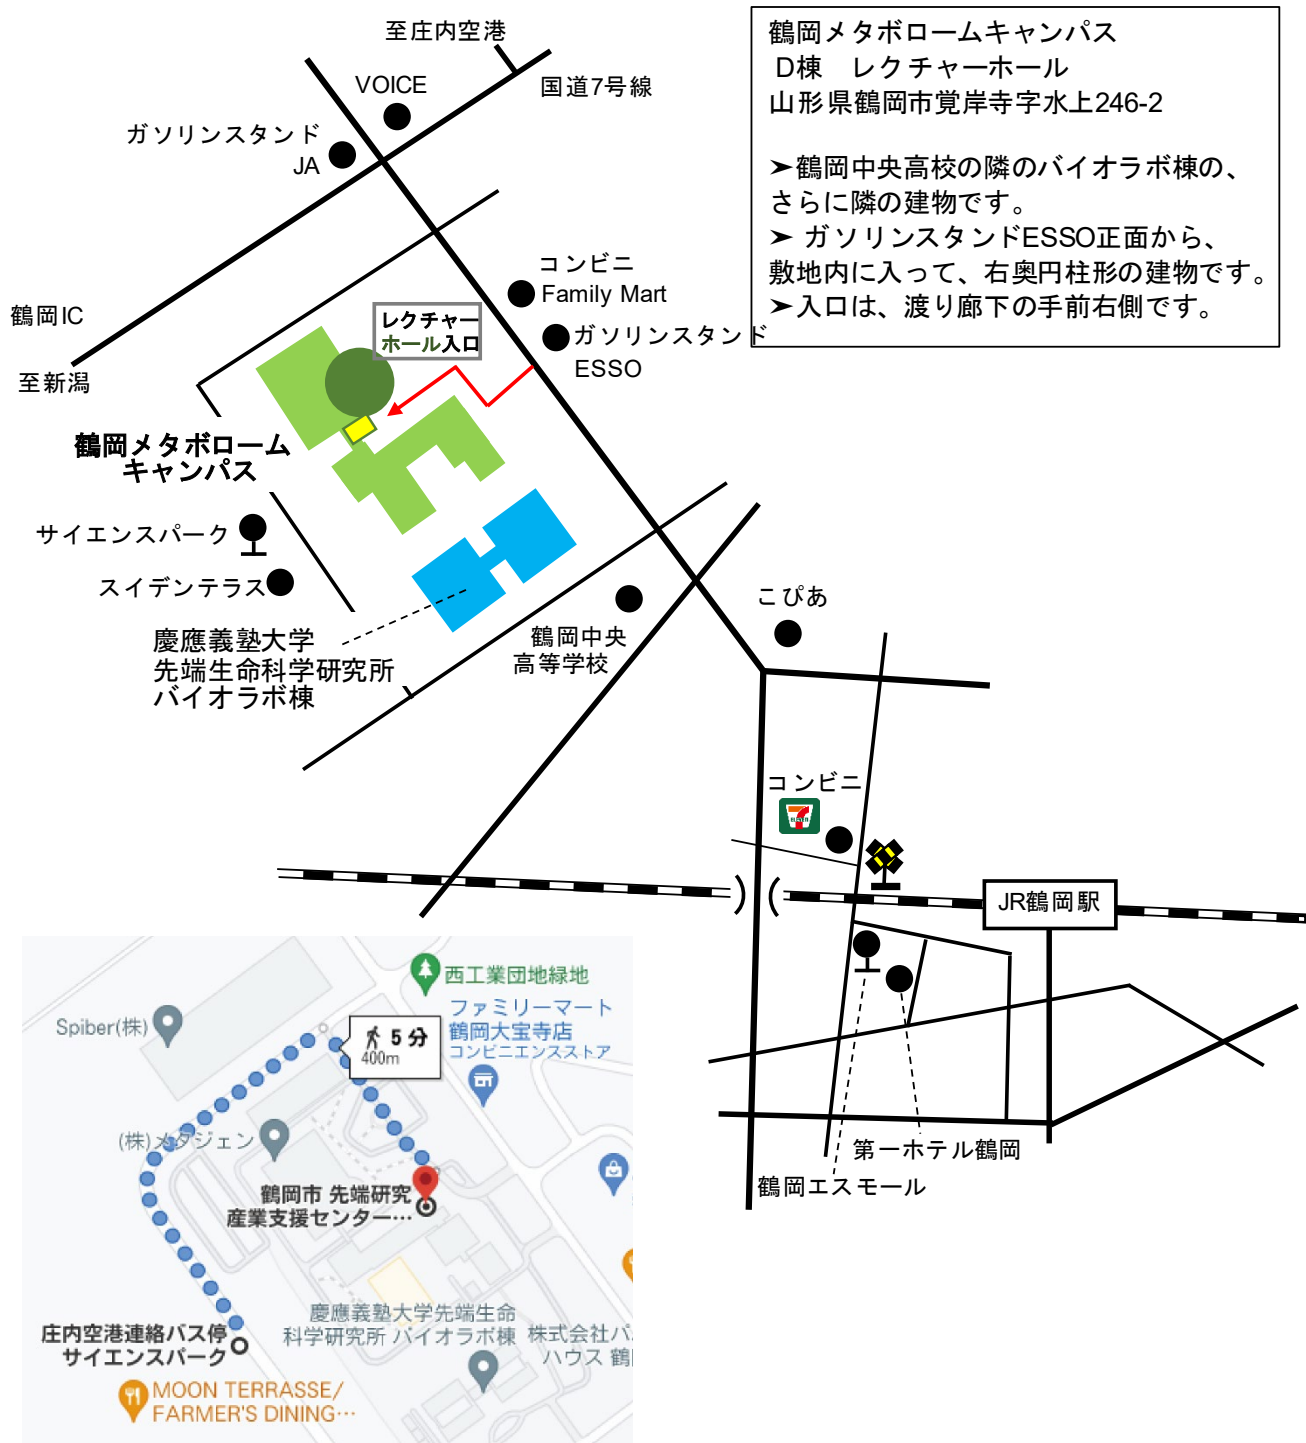 至庄内空港
国道7号線
VOICE
ガソリンスタンド
JA
鶴岡メタボロームキャンパス
D棟　レクチャーホール
山形県鶴岡市覚岸寺字水上246-2
➤鶴岡中央高校の隣のバイオラボ棟の、
さらに隣の建物です。
➤ ガソリンスタンドESSO正面から、
敷地内に入って、右奥円柱形の建物です。
➤入口は、渡り廊下の手前右側です。
コンビニ
Family Mart
ガソリンスタンド
ESSO
鶴岡IC
至新潟
レクチャー
ホール入口
鶴岡メタボローム
キャンパス
サイエンスパーク
スイデンテラス
慶應義塾大学
先端生命科学研究所
バイオラボ棟
鶴岡中央
高等学校
こぴあ
コンビニ
7
ELEVEN
JR鶴岡駅
第一ホテル鶴岡
鶴岡エスモール
西工業団地緑地
ファミリーマート
鶴岡大宝寺店
コンビニエンスストア
Spiber(株)
5 分
400m
(株)メタジェン
鶴岡市 先端研究
産業支援センター…
慶應義塾大学先端生命
科学研究所 バイオラボ棟
株式会社パ
ハウス 鶴
庄内空港連絡バス停
サイエンスパーク
MOON TERRASSE/
FARMER'S DINING…